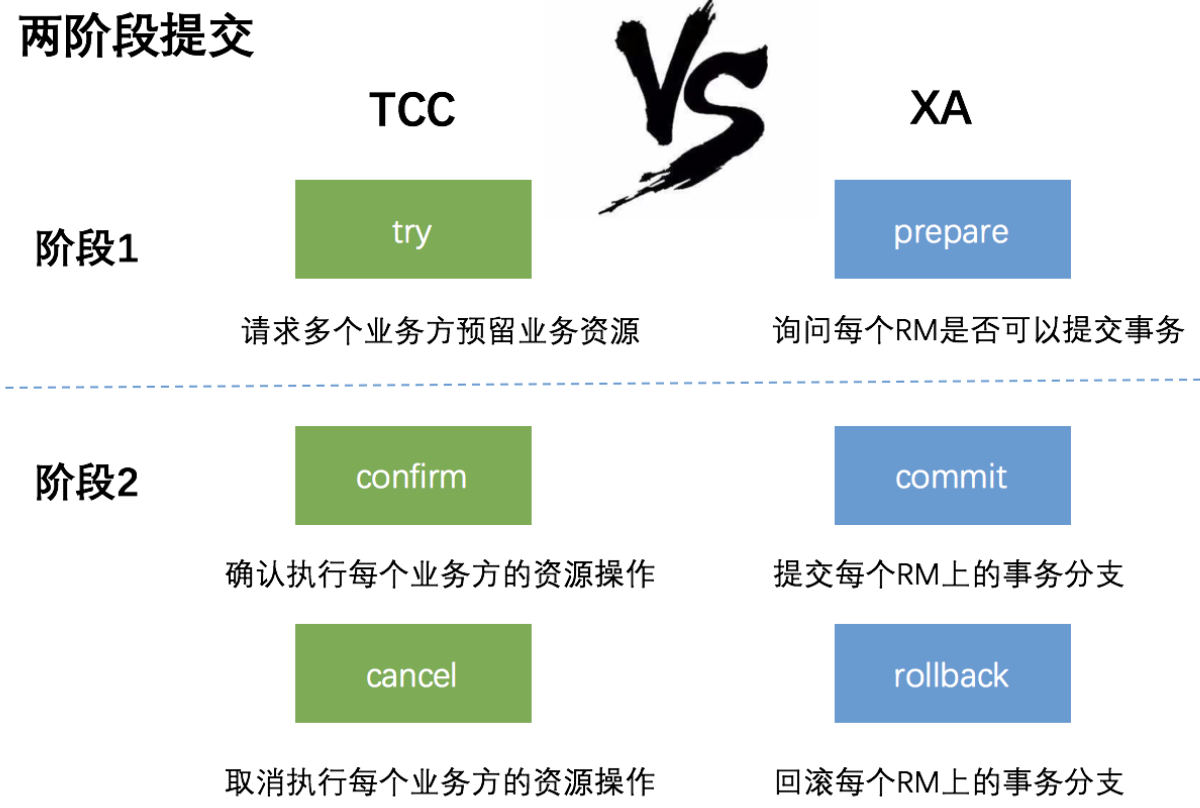 两阶段提交
TCC
VS
XA
阶段1
try
prepare
请求多个业务方预留业务资源
询问每个RM是否可以提交事务
阶段2
confirm
commit
确认执行每个业务方的资源操作
提交每个RM上的事务分支
cancel
rollback
取消执行每个业务方的资源操作
回滚每个RM上的事务分支